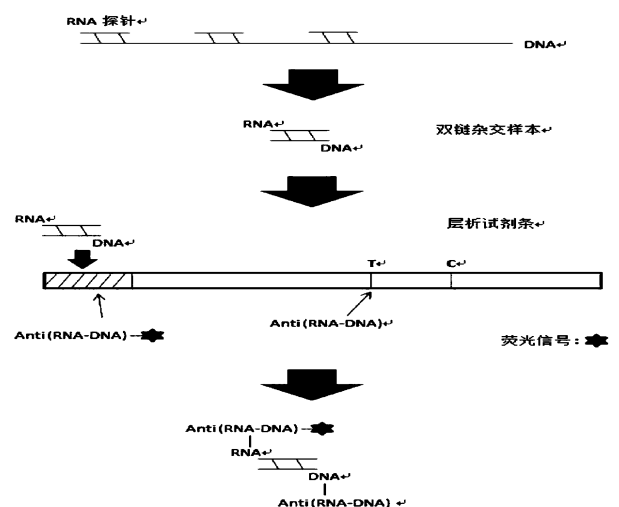 RNA 探针↵
DNA↵
RNA↵
双链杂交样本↵
DNA↵
RNA↵
层析试剂条↵
DNA↵
T↵ C↵
Anti(RNA-DNA)--
Anti(RNA-DNA)↵
荧光信号：
Anti(RNA-DNA)--
RNA↵
DNA↵
Anti(RNA-DNA) ↵